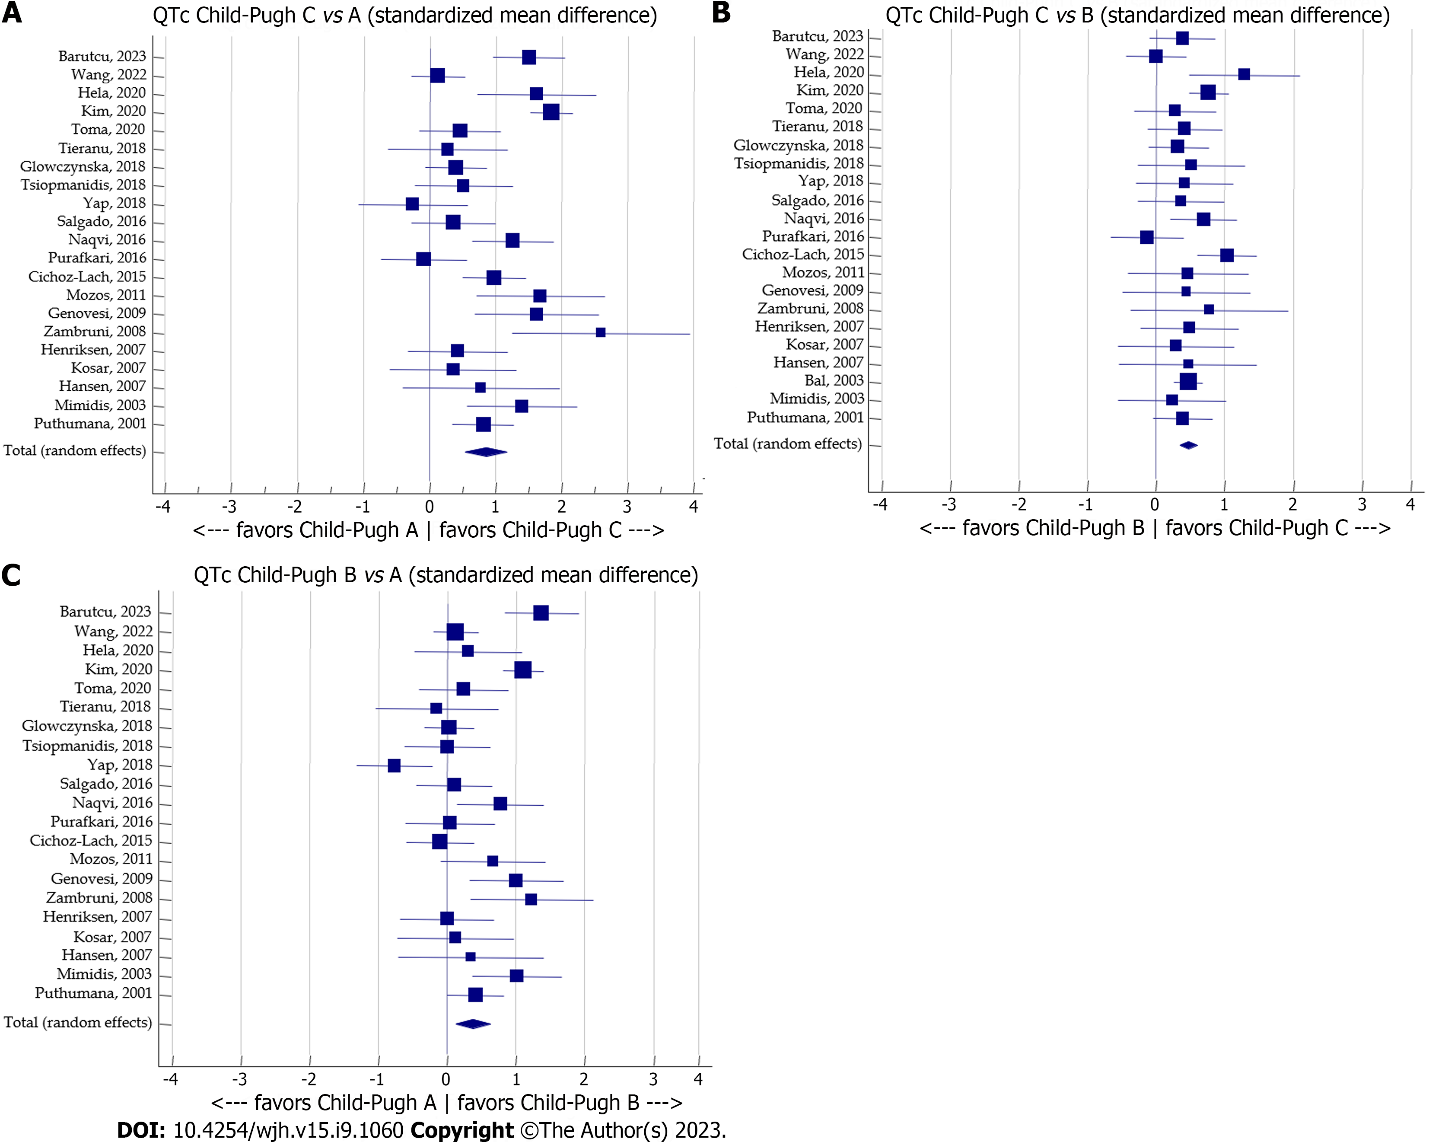 A
QTc Child-Pugh C vs A (standardized mean difference)
Barutcu, 2023
Wang, 2022
Hela, 2020
Kim, 2020
Toma, 2020
Tieranu, 2018
Glowczynska, 2018
Tsiopmanidis, 2018
Yap, 2018
Salgado, 2016
Naqvi, 2016
Purafkari, 2016
Cichoz-Lach, 2015
Mozos, 2011
Genovesi, 2009
Zambruni, 2008
Henriksen, 2007
Kosar, 2007
Hansen, 2007
Mimidis, 2003
Puthumana, 2001
Total (random effects)
-4 -3 -2 -1 0 1 2 3 4
<--- favors Child-Pugh A | favors Child-Pugh C --->
B
QTc Child-Pugh C vs B (standardized mean difference)
Barutcu, 2023
Wang, 2022
Hela, 2020
Kim, 2020
Toma, 2020
Tieranu, 2018
Glowczynska, 2018
Tsiopmanidis, 2018
Yap, 2018
Salgado, 2016
Naqvi, 2016
Purafkari, 2016
Cichoz-Lach, 2015
Mozos, 2011
Genovesi, 2009
Zambruni, 2008
Henriksen, 2007
Kosar, 2007
Hansen, 2007
Bal, 2003
Mimidis, 2003
Puthumana, 2001
Total (random effects)
-4 -3 -2 -1 0 1 2 3 4
<--- favors Child-Pugh B | favors Child-Pugh C --->
C
QTc Child-Pugh B vs A (standardized mean difference)
Barutcu, 2023
Wang, 2022
Hela, 2020
Kim, 2020
Toma, 2020
Tieranu, 2018
Glowczynska, 2018
Tsiopmanidis, 2018
Yap, 2018
Salgado, 2016
Naqvi, 2016
Purafkari, 2016
Cichoz-Lach, 2015
Mozos, 2011
Genovesi, 2009
Zambruni, 2008
Henriksen, 2007
Kosar, 2007
Hansen, 2007
Mimidis, 2003
Puthumana, 2001
Total (random effects)
-4 -3 -2 -1 0 1 2 3 4
<--- favors Child-Pugh A | favors Child-Pugh B --->
DOI: 10.4254/wjh.v15.i9.1060 Copyright ©The Author(s) 2023.